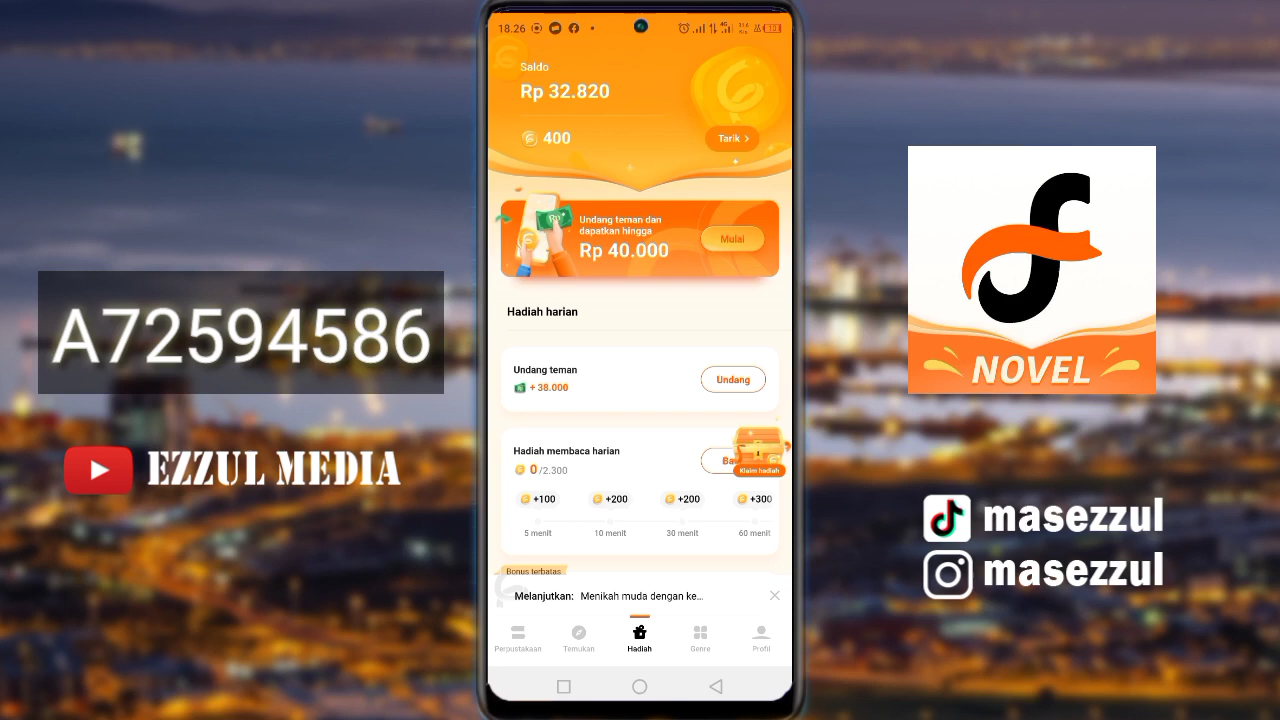 A72594586
EZZUL MEDIA
18.26
Saldo
Rp 32.820
400
Tarik
Undang teman dan
dapatkan hingga
Rp 40.000
Mulai
Hadiah harian
Undang teman
+ 38.000
Undang
Hadiah membaca harian
0/2.300
Klaim hadiah
+100 +200 +200 +300
5 menit 10 menit 30 menit 60 menit
Bonus terbatas
Melanjutkan: Menikah muda dengan ke...
Perpustakaan Temukan Hadiah Genre Profil
NOVEL
masezzul
masezzul